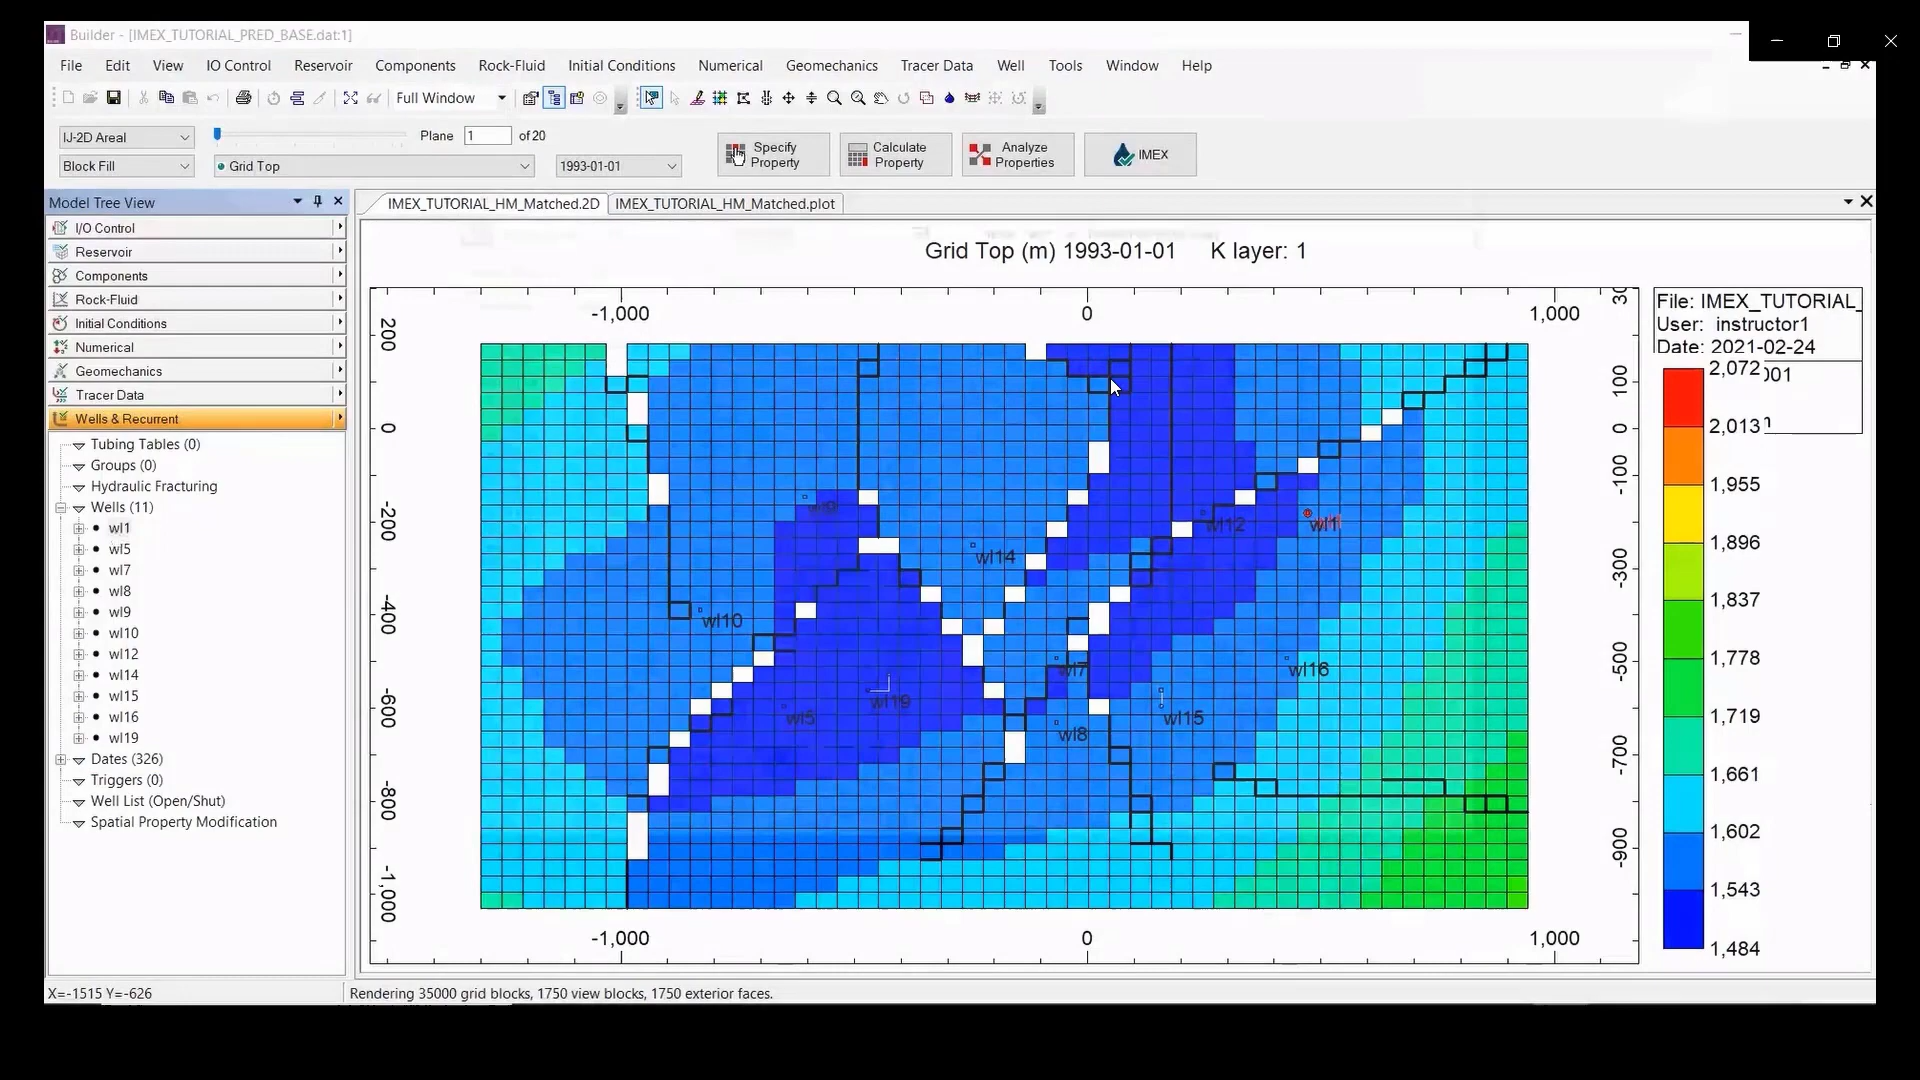 Builder - [IMEX_TUTORIAL_PRED_BASE.dat:1]
File Edit View IO Control Reservoir Components Rock-Fluid Initial Conditions Numerical Geomechanics Tracer Data Well Tools Window Help
Full Window
IJ-2D Areal
Plane 1 of 20
Block Fill
Grid Top
1993-01-01
Specify Property
Calculate Property
Analyze Properties
IMEX
Model Tree View
IMEX_TUTORIAL_HM_Matched.2D
IMEX_TUTORIAL_HM_Matched.plot
I/O Control
Reservoir
Components
Rock-Fluid
Initial Conditions
Numerical
Geomechanics
Tracer Data
Wells & Recurrent
Tubing Tables (0)
Groups (0)
Hydraulic Fracturing
Wells (11)
wl1
wl5
wl7
wl8
wl9
wl10
wl12
wl14
wl15
wl16
wl19
Dates (326)
Triggers (0)
Well List (Open/Shut)
Spatial Property Modification
Grid Top (m) 1993-01-01 K layer: 1
-1,000 0 1,000
200
0
-200
-400
-600
-800
-1,000
wl9
wl14
wl12
wl1
wl10
wl7
wl16
wl19
wl5
wl15
wl8
30
100
0
-100
-300
-500
-700
-900
-1,000 0 1,000
File: IMEX_TUTORIAL_
User: instructor1
Date: 2021-02-24
001
2,072
2,013
1,955
1,896
1,837
1,778
1,719
1,661
1,602
1,543
1,484
X=-1515 Y=-626
Rendering 35000 grid blocks, 1750 view blocks, 1750 exterior faces.